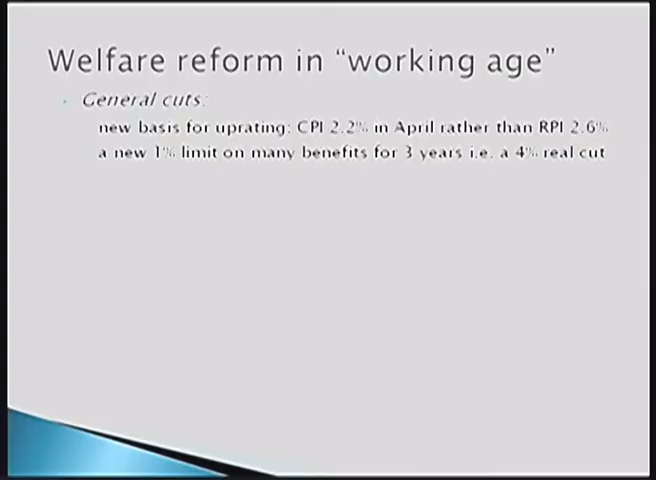 Welfare reform in “working age”
General cuts:
new basis for uprating: CPI 2.2% in April rather than RPI 2.6%
a new 1% limit on many benefits for 3 years i.e. a 4% real cut